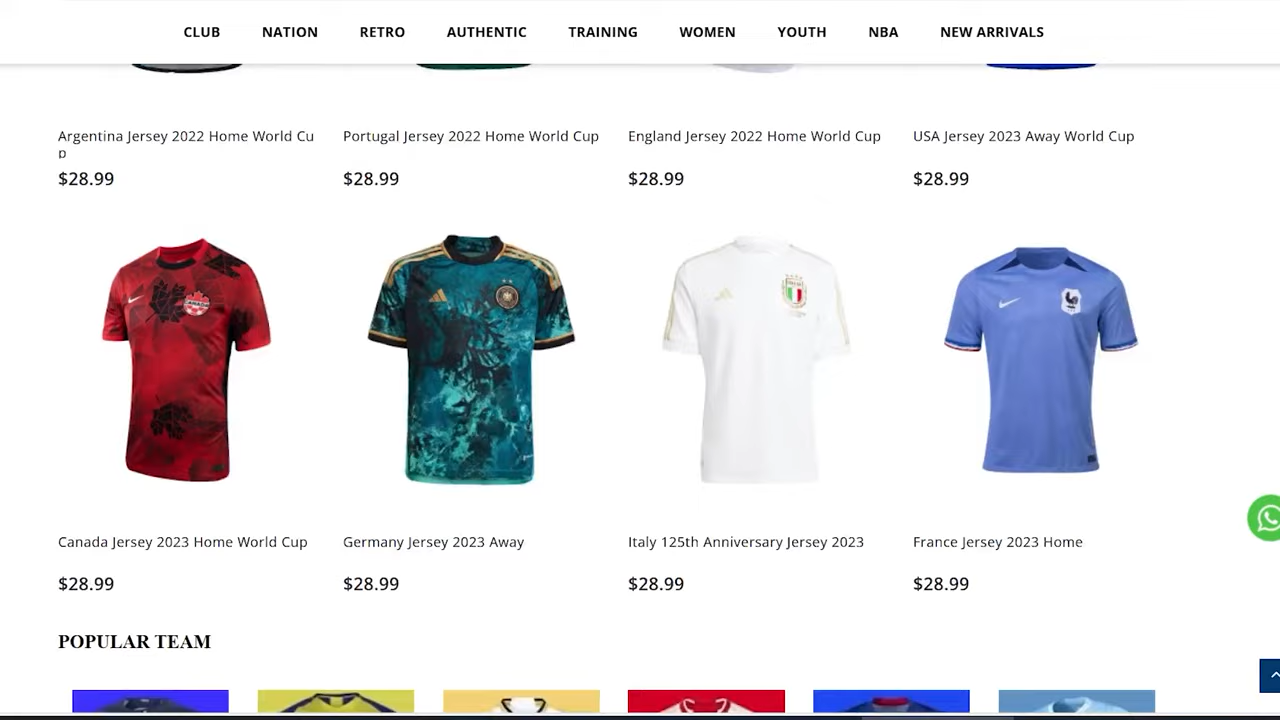 CLUB NATION RETRO AUTHENTIC TRAINING WOMEN YOUTH NBA NEW ARRIVALS
Argentina Jersey 2022 Home World Cu
p
Portugal Jersey 2022 Home World Cup
England Jersey 2022 Home World Cup
USA Jersey 2023 Away World Cup
$28.99 $28.99 $28.99 $28.99
CANADA
Canada Jersey 2023 Home World Cup
Germany Jersey 2023 Away
Italy 125th Anniversary Jersey 2023
France Jersey 2023 Home
$28.99 $28.99 $28.99 $28.99
POPULAR TEAM